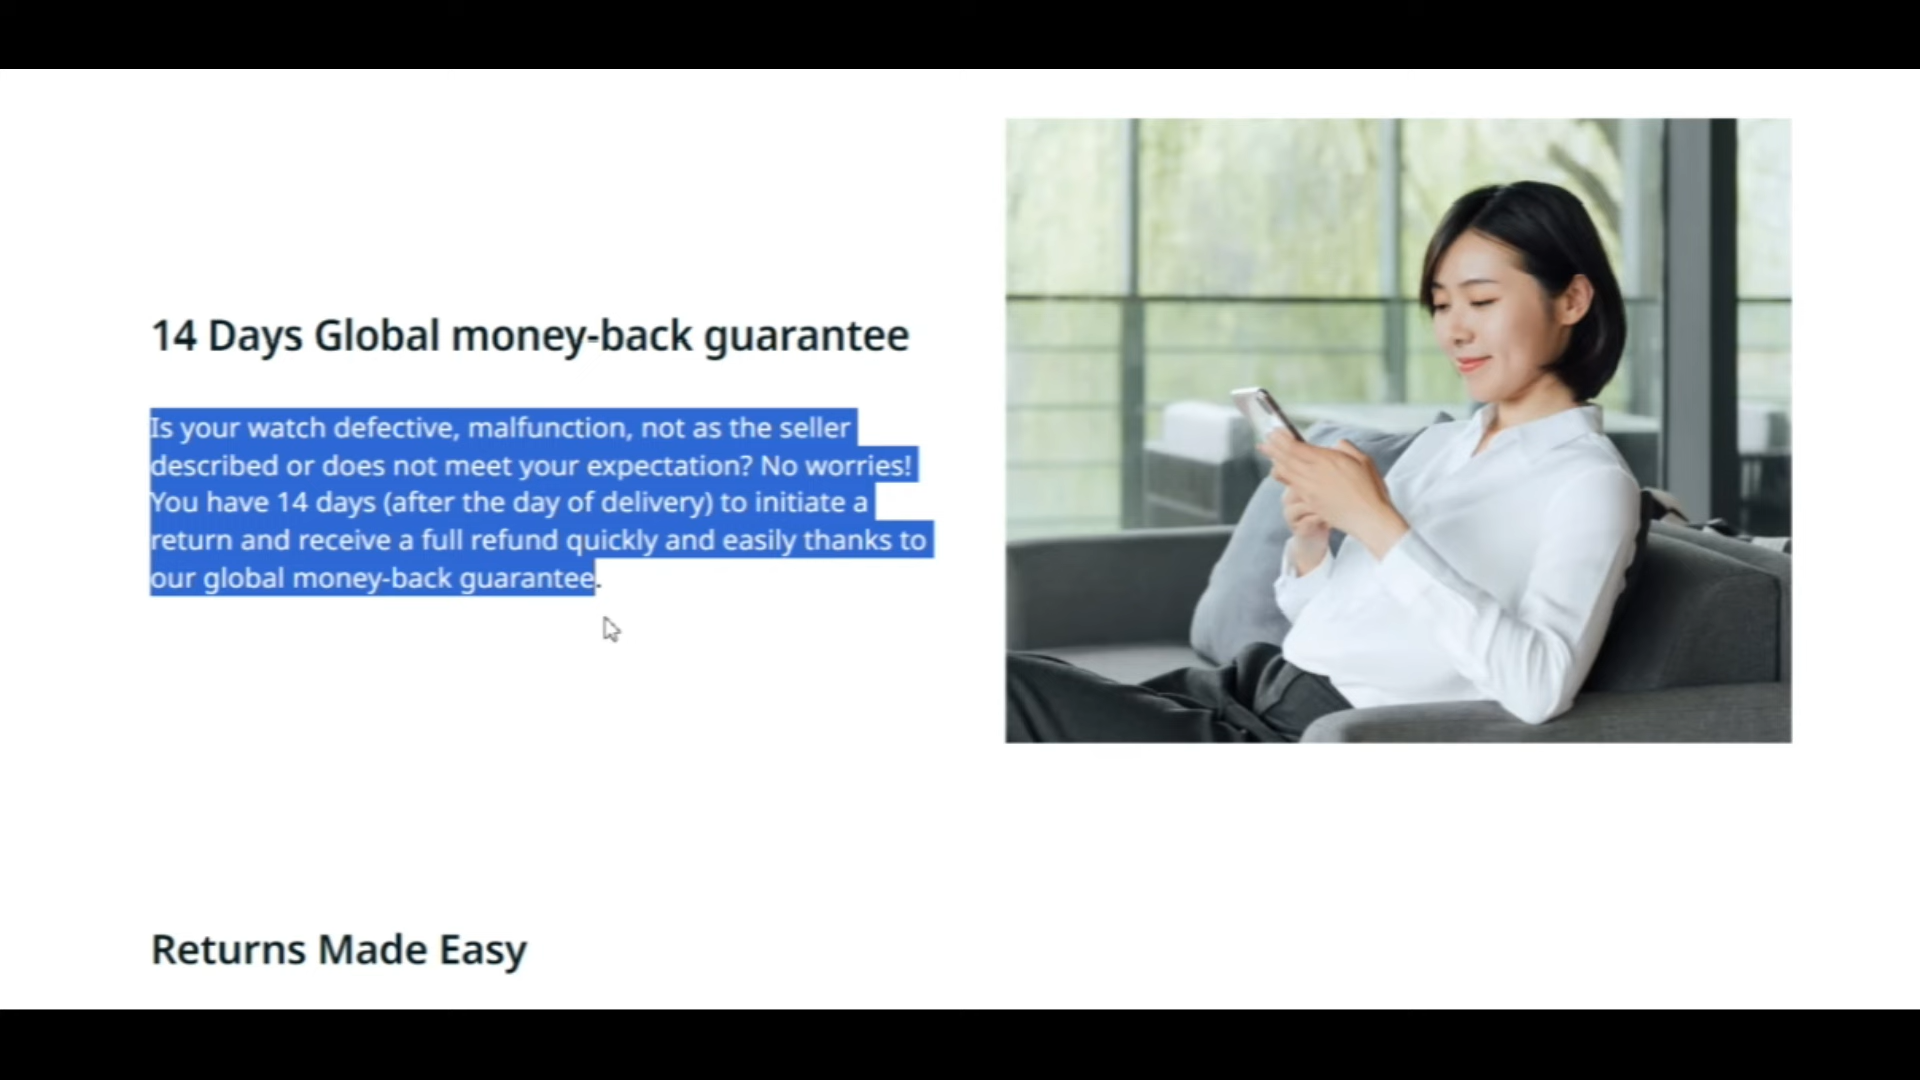 14 Days Global money-back guarantee
Is your watch defective, malfunction, not as the seller
described or does not meet your expectation? No worries!
You have 14 days (after the day of delivery) to initiate a
return and receive a full refund quickly and easily thanks to
our global money-back guarantee.
Returns Made Easy